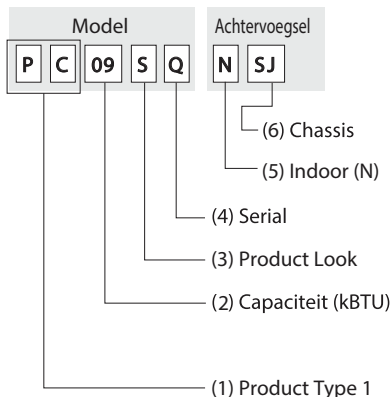 Model Achtervoegsel
P C 09 S Q N SJ
(6) Chassis
(5) Indoor (N)
(4) Serial
(3) Product Look
(2) Capaciteit (kBTU)
(1) Product Type 1